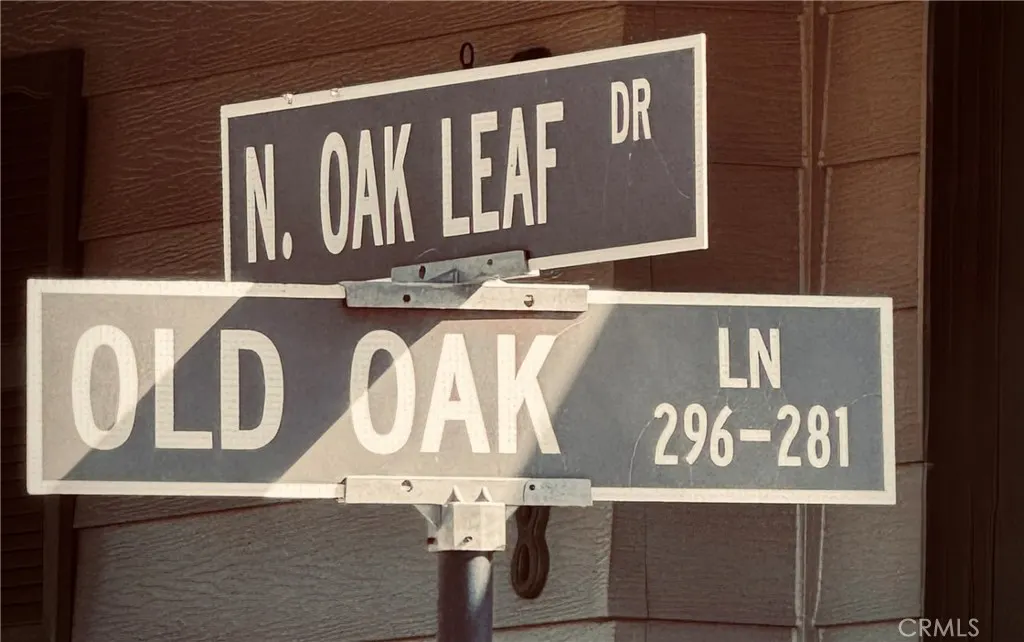 N. OAK LEAF DR
OLD OAK LN
296-281
CRMLS